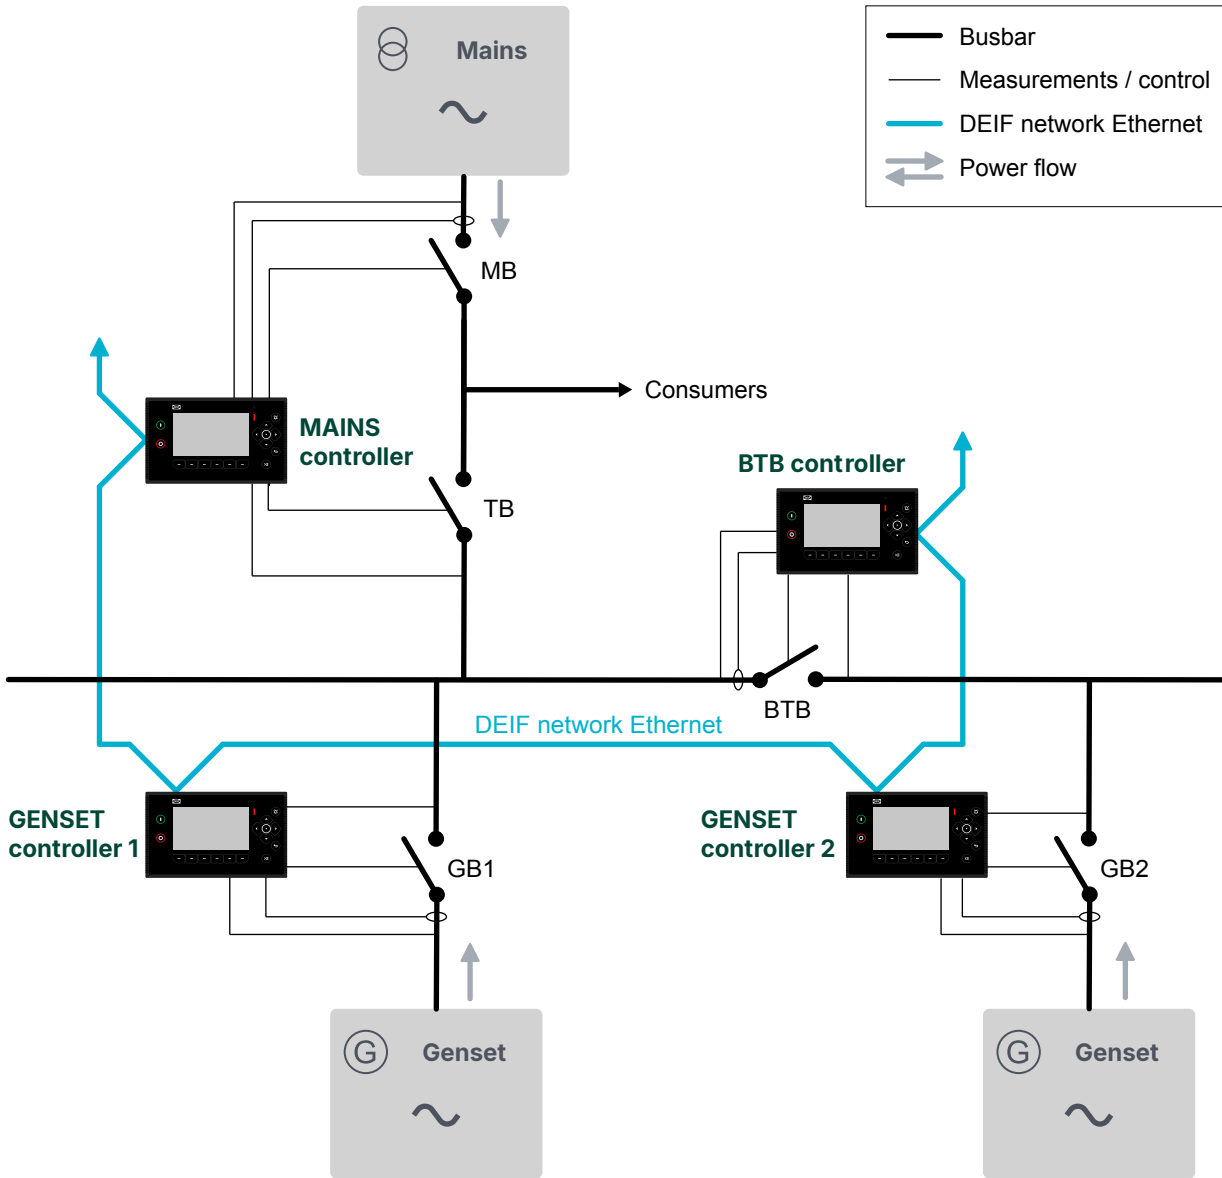 Mains
Busbar
Measurements / control
DEIF network Ethernet
Power flow
MB
Consumers
MAINS
controller
TB
BTB controller
BTB
DEIF network Ethernet
GENSET
controller 1
GB1
GENSET
controller 2
GB2
G
Genset
G
Genset